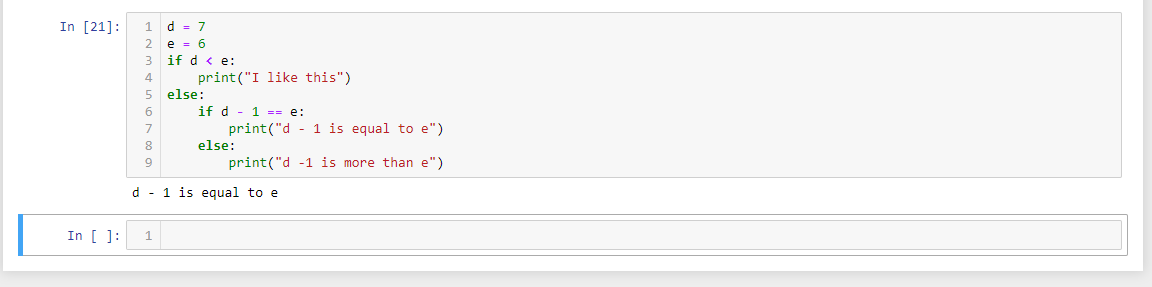 In [21]:
1 d = 7
2 e = 6
3 if d < e:
4     print("I like this")
5 else:
6     if d - 1 == e:
7         print("d - 1 is equal to e")
8     else:
9         print("d -1 is more than e")
d - 1 is equal to e
In [ ]: 1